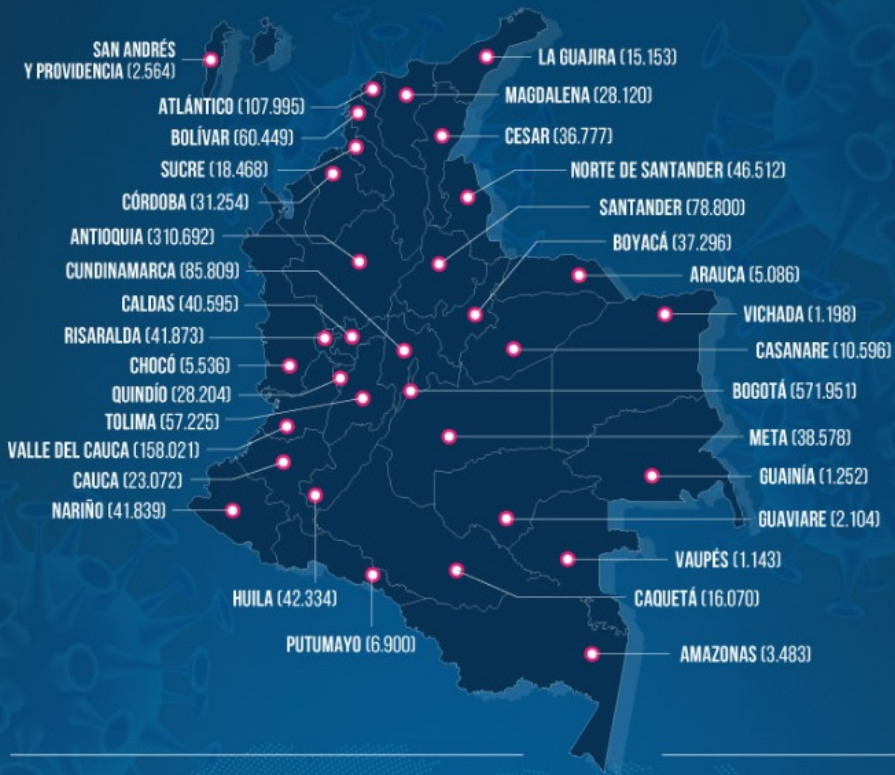 SAN ANDRÉS
Y PROVIDENCIA (2.564)
ATLÁNTICO (107.995)
BOLÍVAR (60.449)
SUCRE (18.468)
CÓRDOBA (31.254)
ANTIOQUIA (310.692)
CUNDINAMARCA (85.809)
CALDAS (40.595)
RISARALDA (41.873)
CHOCÓ (5.536)
QUINDÍO (28.204)
TOLIMA (57.225)
VALLE DEL CAUCA (158.021)
CAUCA (23.072)
NARIÑO (41.839)
HUILA (42.334)
PUTUMAYO (6.900)
LA GUAJIRA (15.153)
MAGDALENA (28.120)
CESAR (36.777)
NORTE DE SANTANDER (46.512)
SANTANDER (78.800)
BOYACÁ (37.296)
ARAUCA (5.086)
VICHADA (1.198)
CASANARE (10.596)
BOGOTÁ (571.951)
META (38.578)
GUAINÍA (1.252)
GUAVIARE (2.104)
VAUPÉS (1.143)
CAQUETÁ (16.070)
AMAZONAS (3.483)